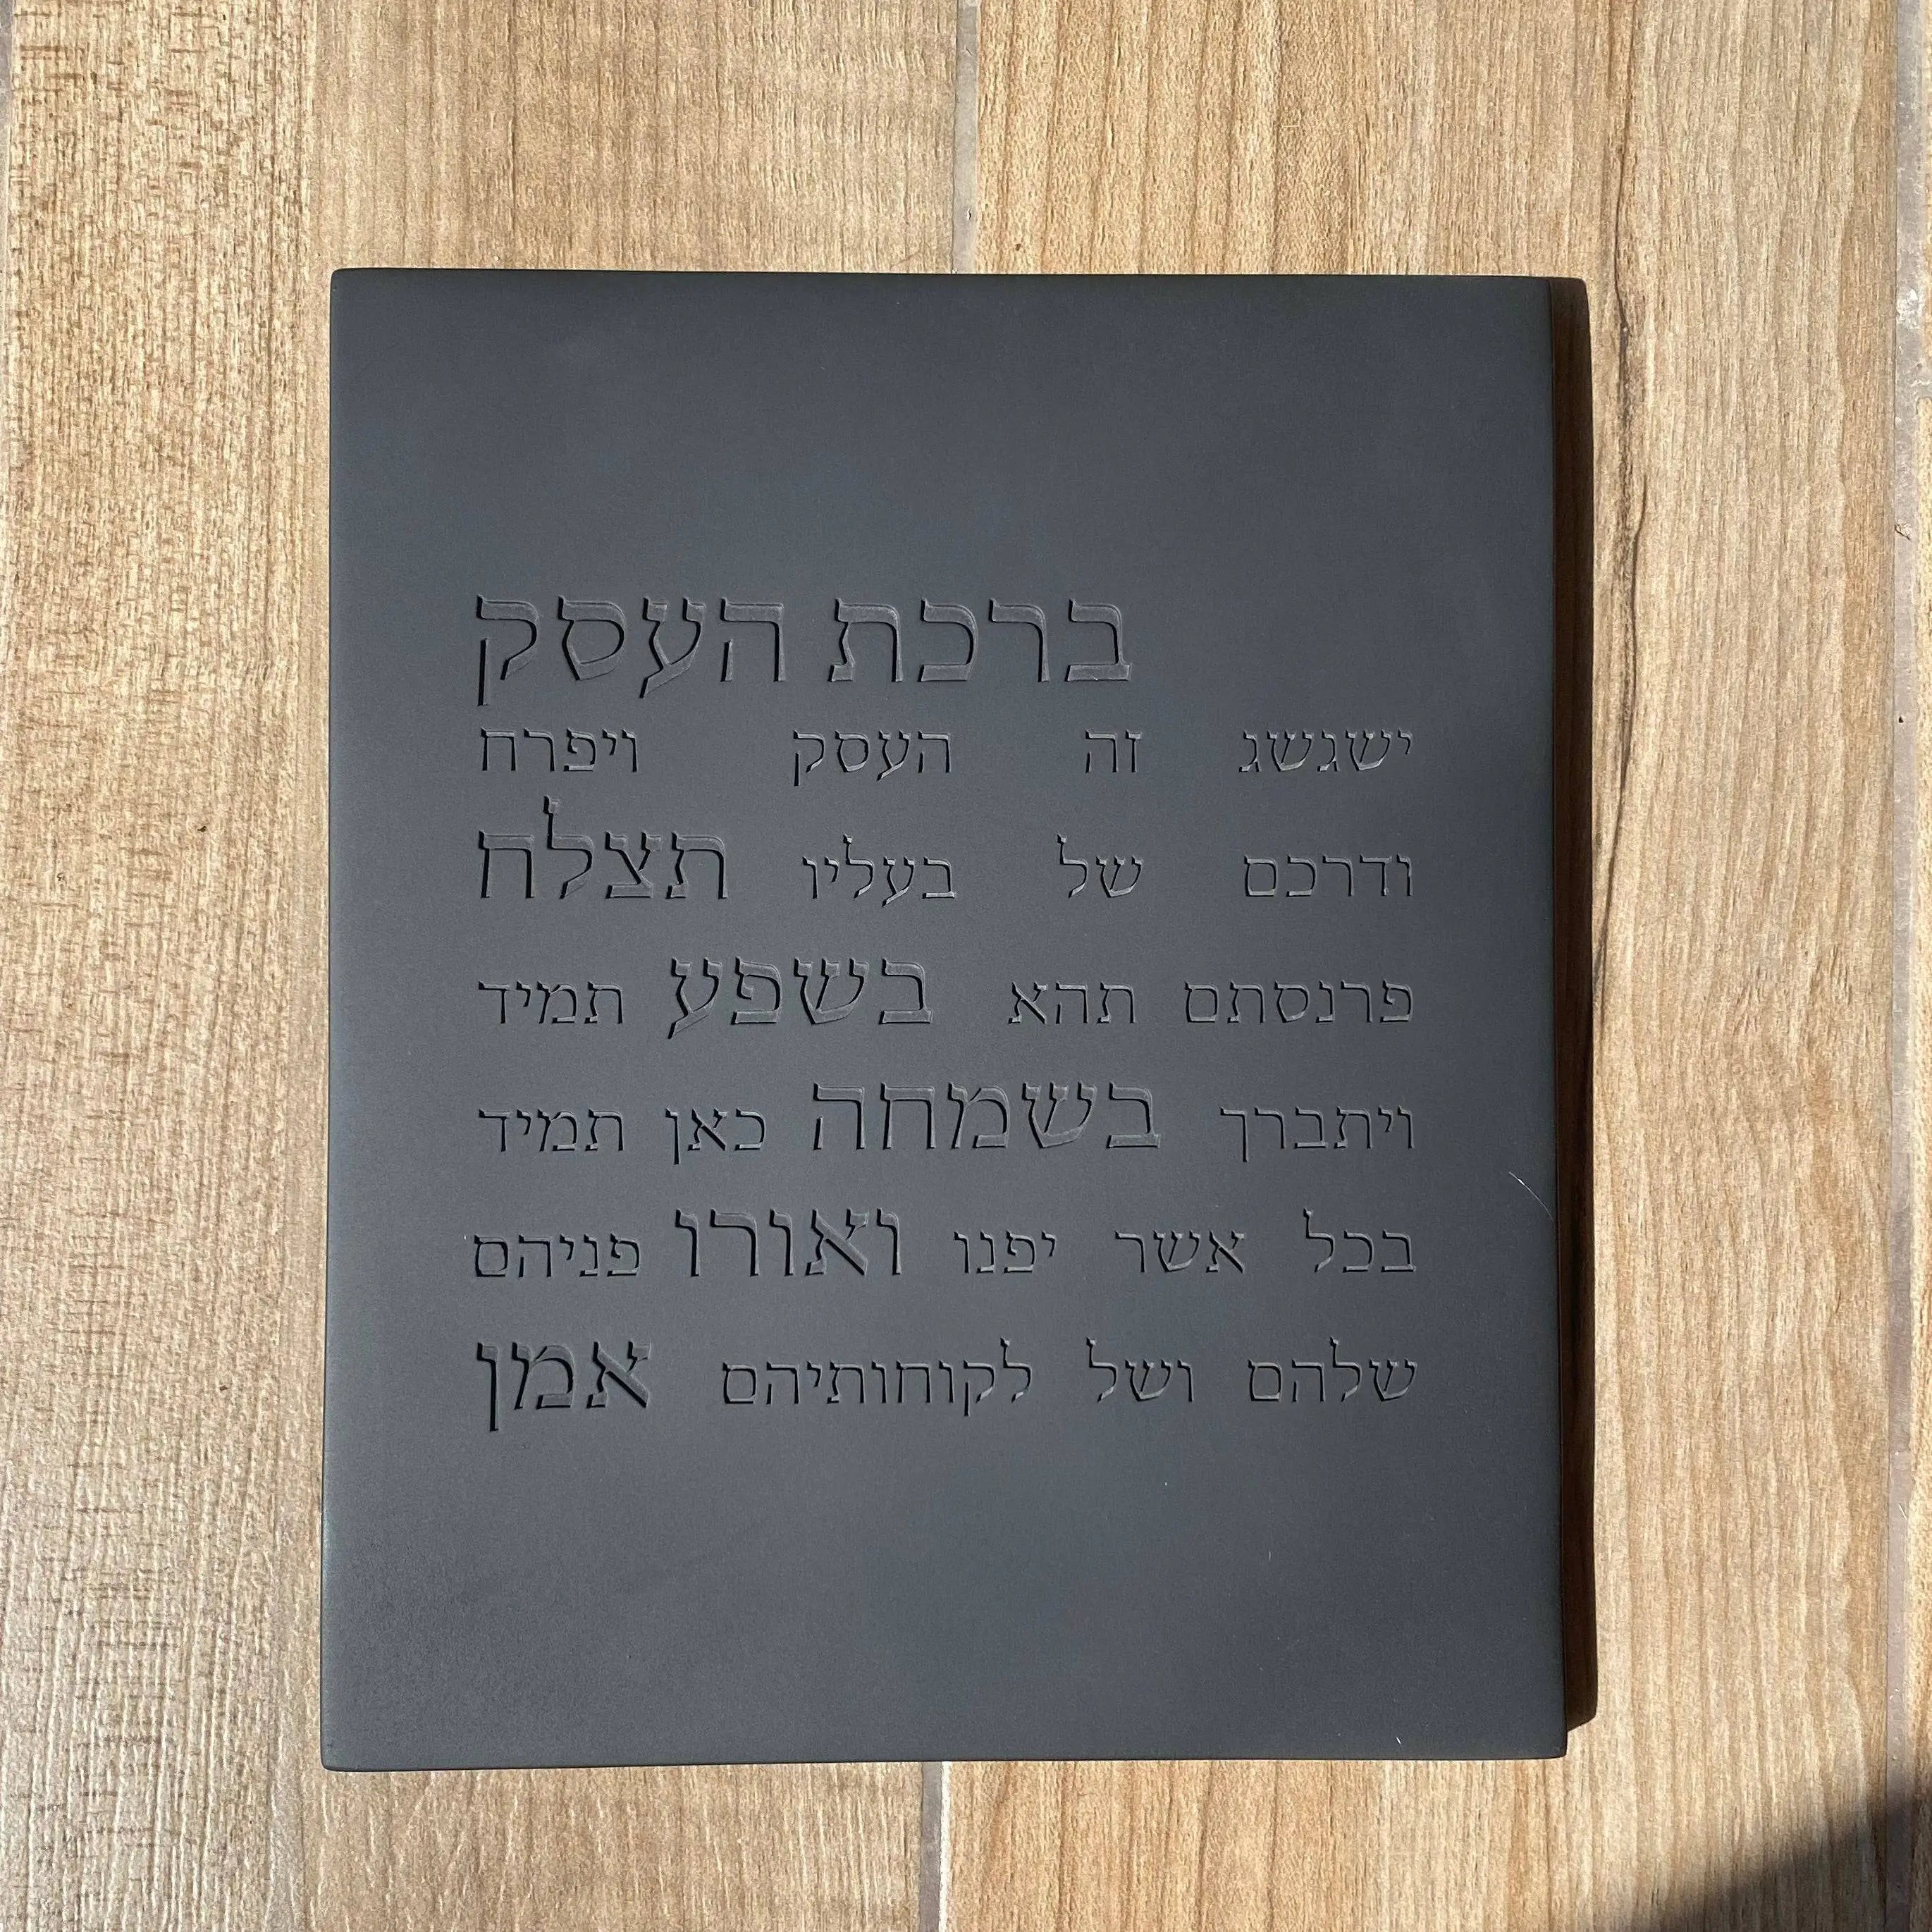 ברכת העסק
ישגשג זה העסק ויפרח
ודרכם של בעליו תצלח
פרנסתם תהא בשפע תמיד
ויתברך בשמחה כאן תמיד
בכל אשר יפנו ואורו פניהם
שלהם ושל לקוחותיהם אמן